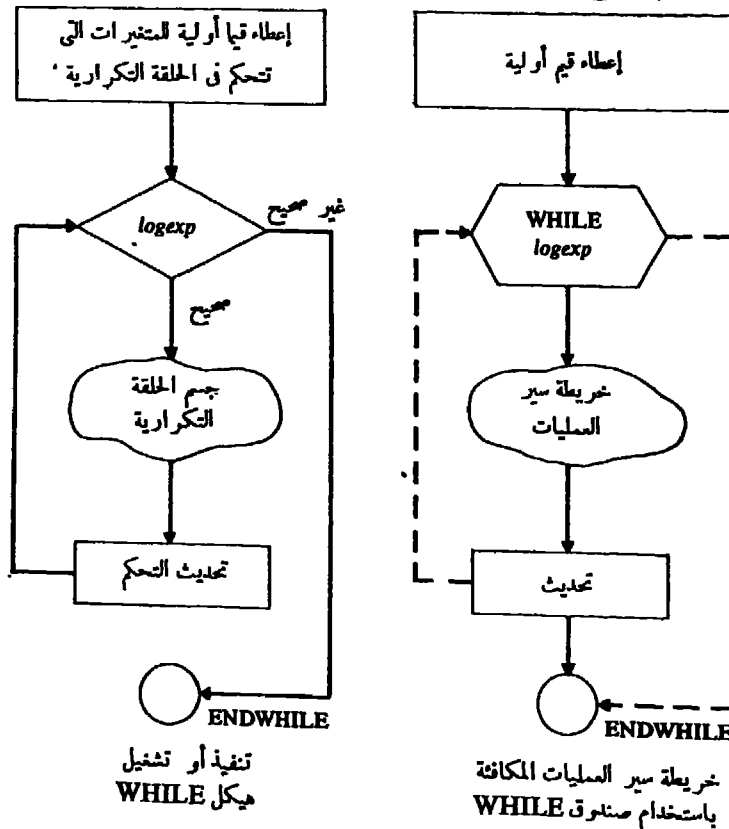 إعطاء قيما أولية للمتغيرات التى
تتحكم فى الحلقة التكرارية
logexp
غير صحيح
صحيح
جسم الحلقة
التكرارية
تحديث التحكم
ENDWHILE
تنفيذ أو تشغيل
هيكل WHILE
إعطاء قيم أولية
WHILE
logexp
خريطة سير
العمليات
تحديث
ENDWHILE
خريطة سير العمليات المكافئة
باستخدام صندوق WHILE